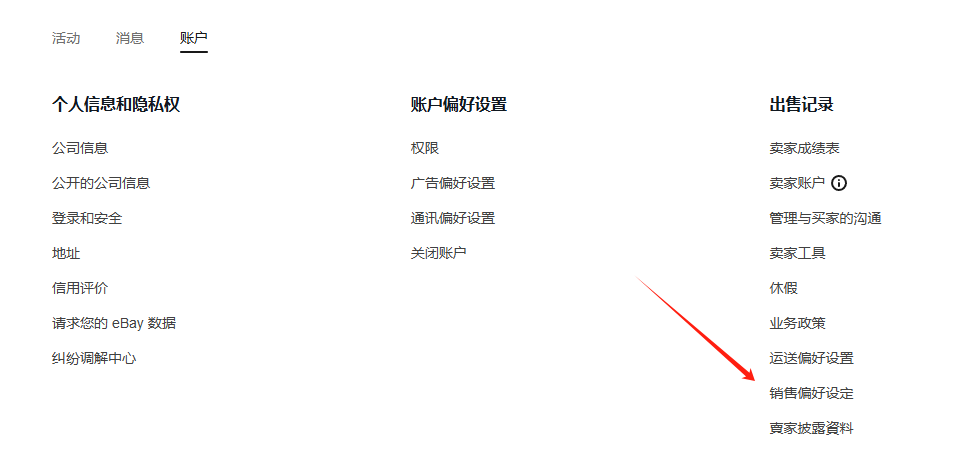 活动 消息 账户
个人信息和隐私权
公司信息
公开的公司信息
登录和安全
地址
信用评价
请求您的 eBay 数据
纠纷调解中心
账户偏好设置
权限
广告偏好设置
通讯偏好设置
关闭账户
出售记录
卖家成绩表
卖家账户
管理与买家的沟通
卖家工具
休假
业务政策
运送偏好设置
销售偏好设定
賣家披露資料